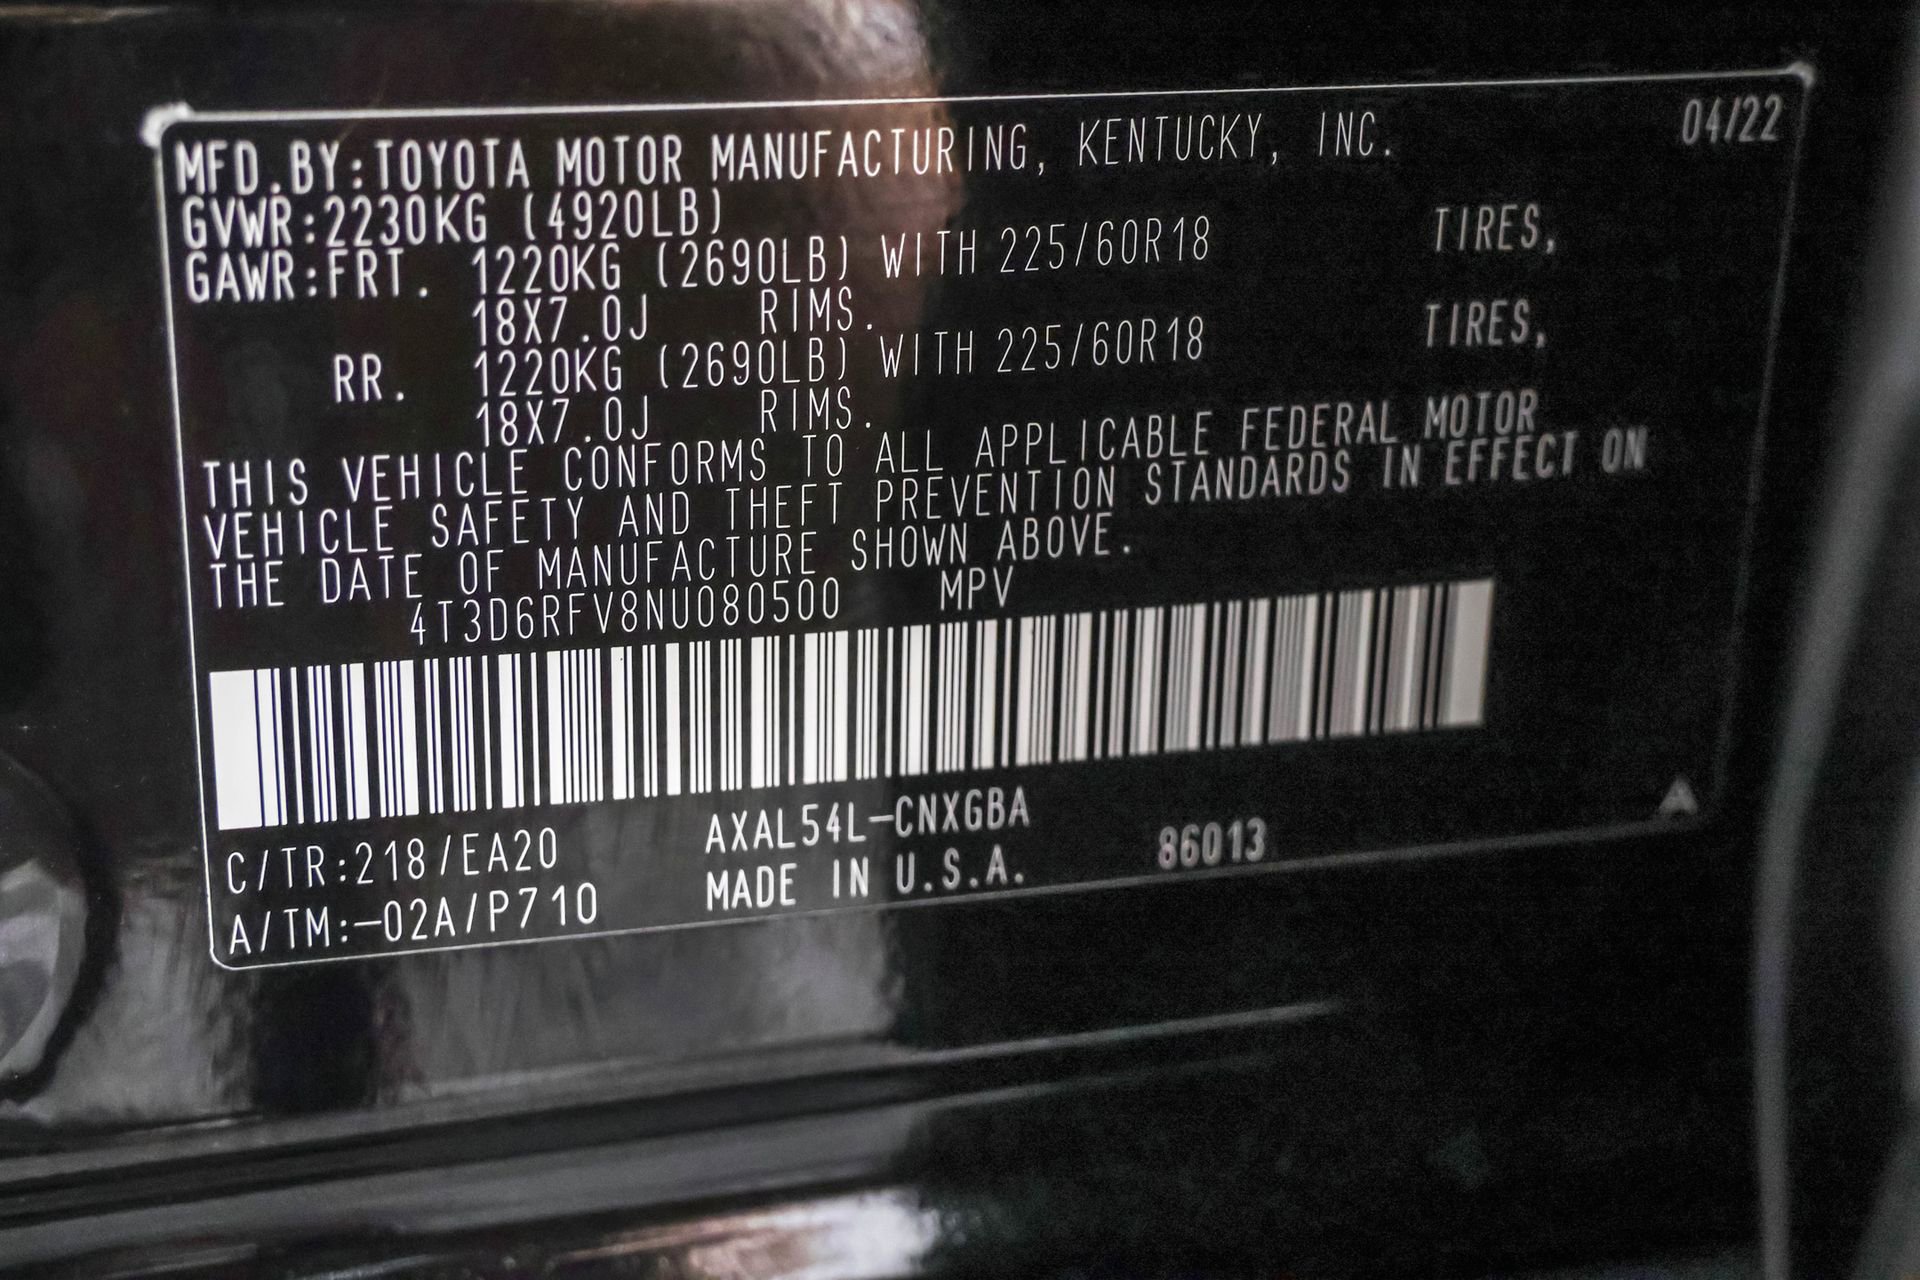 04/22
MFD.BY:TOYOTA MOTOR MANUFACTURING, KENTUCKY, INC.
GVWR:2230KG (4920LB)
GAWR:FRT. 1220KG (2690LB) WITH 225/60R18 TIRES,
18X7.0J RIMS.
RR. 1220KG (2690LB) WITH 225/60R18 TIRES,
18X7.0J RIMS.
THIS VEHICLE CONFORMS TO ALL APPLICABLE FEDERAL MOTOR
VEHICLE SAFETY AND THEFT PREVENTION STANDARDS IN EFFECT ON
THE DATE OF MANUFACTURE SHOWN ABOVE.
4T3D6RFV8NU080500 MPV
C/TR:218/EA20 AXAL54L-CNXGBA
A/TM:-02A/P710 MADE IN U.S.A. 86013